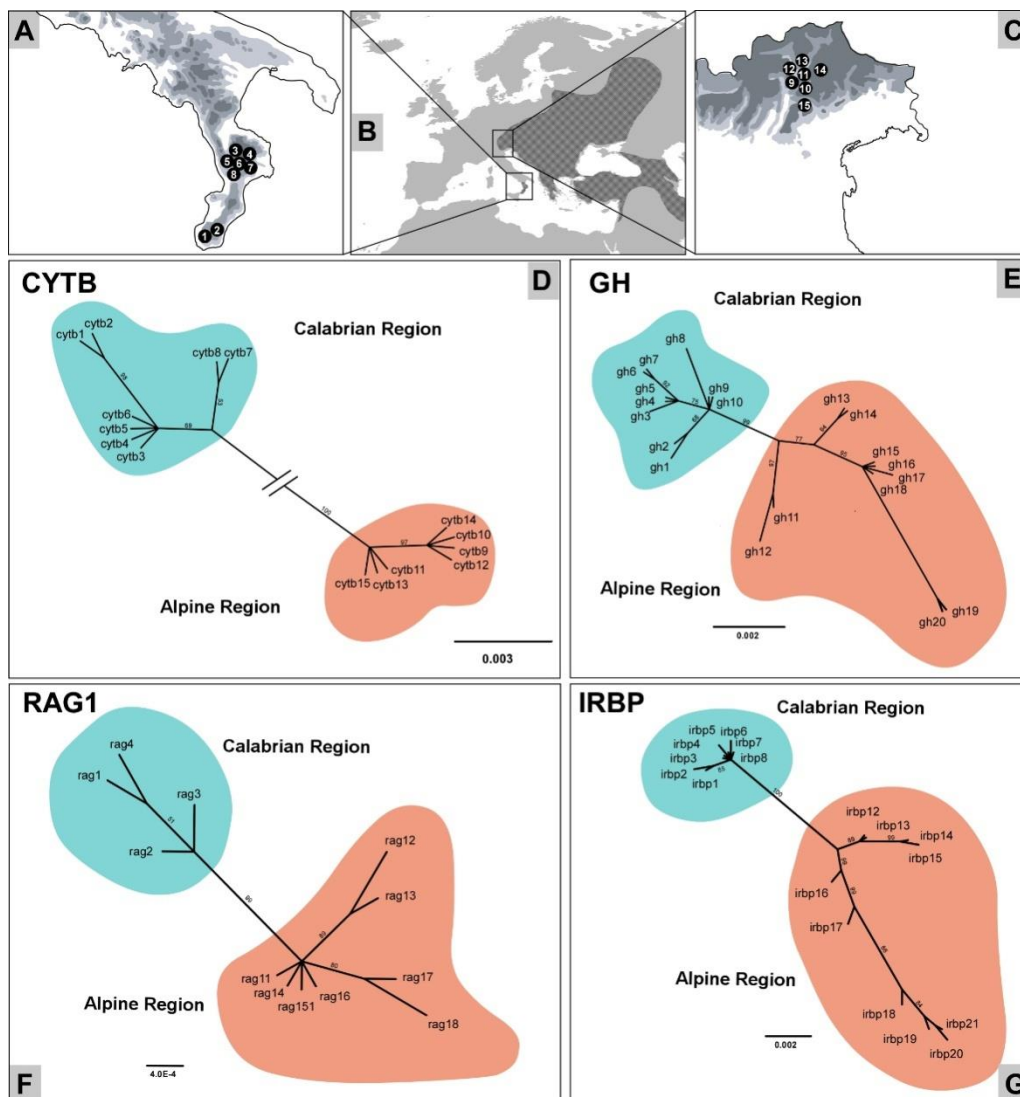 A
B
C
3
4
5
6
7
8
1
2
13
12
14
11
9
10
15
CYTB
D
Calabrian Region
cytb2
cytb1
cytb8
cytb7
cytb6
cytb5
cytb4
cytb3
100
97
cytb14
cytb10
cytb9
cytb12
cytb11
cytb13
cytb15
Alpine Region
0.003
GH
E
Calabrian Region
gh8
gh7
gh6
gh5
gh4
gh3
gh9
gh10
gh2
gh1
77
gh13
gh14
gh15
gh16
gh17
gh18
gh11
gh12
gh19
gh20
Alpine Region
0.002
RAG1
Calabrian Region
rag4
rag1
rag3
rag2
rag12
rag13
rag11
rag14
rag151
rag16
rag17
rag18
80
Alpine Region
4.0E-4
F
IRBP
Calabrian Region
irbp5
irbp6
irbp4
irbp7
irbp3
irbp8
irbp2
irbp1
100
irbp12
irbp13
irbp14
irbp15
irbp16
irbp17
irbp18
irbp19
irbp21
irbp20
Alpine Region
0.002
G